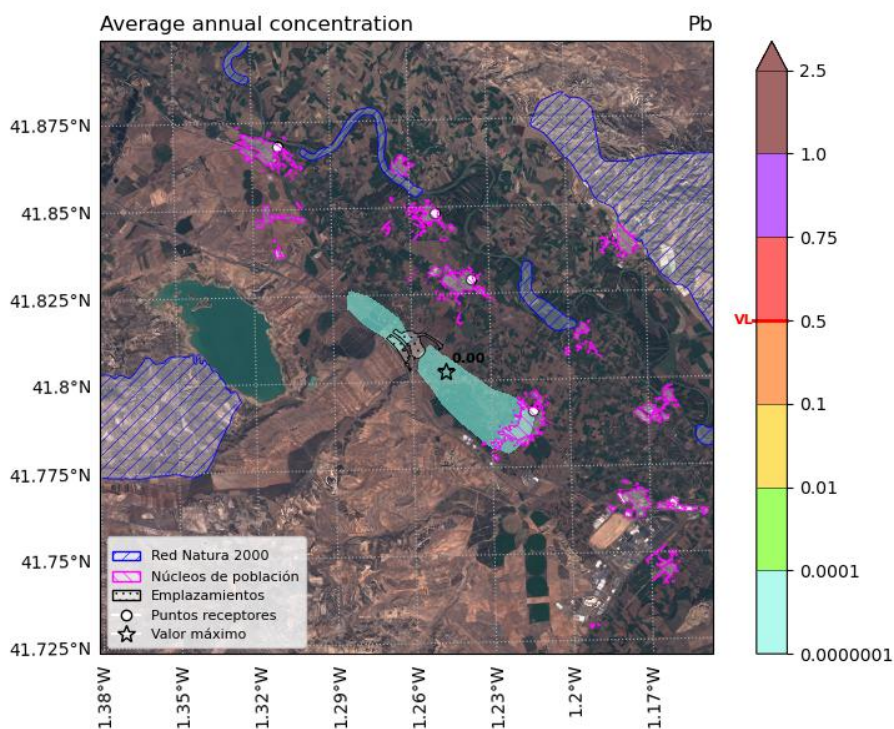 Average annual concentration
Pb
41.875°N
41.85°N
41.825°N
41.8°N
41.775°N
41.75°N
41.725°N
0.00
Red Natura 2000
Núcleos de población
Emplazamientos
Puntos receptores
Valor máximo
1.38°W
1.35°W
1.32°W
1.29°W
1.26°W
1.23°W
1.2°W
1.17°W
2.5
1.0
0.75
VL
0.5
0.1
0.01
0.0001
0.0000001